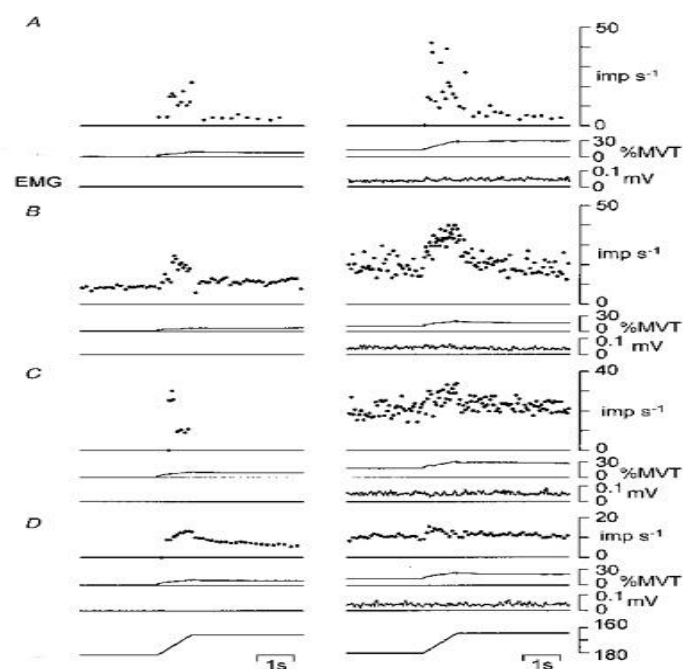 A
50
imp s⁻¹
0
30
0 %MVT
EMG
0.1
0 mV
B
50
imp s⁻¹
0
30
0 %MVT
0.1
0 mV
C
40
imp s⁻¹
0
30
0 %MVT
0.1
0 mV
D
20
imp s⁻¹
0
30
0 %MVT
0.1
0 mV
160
180
1s 1s